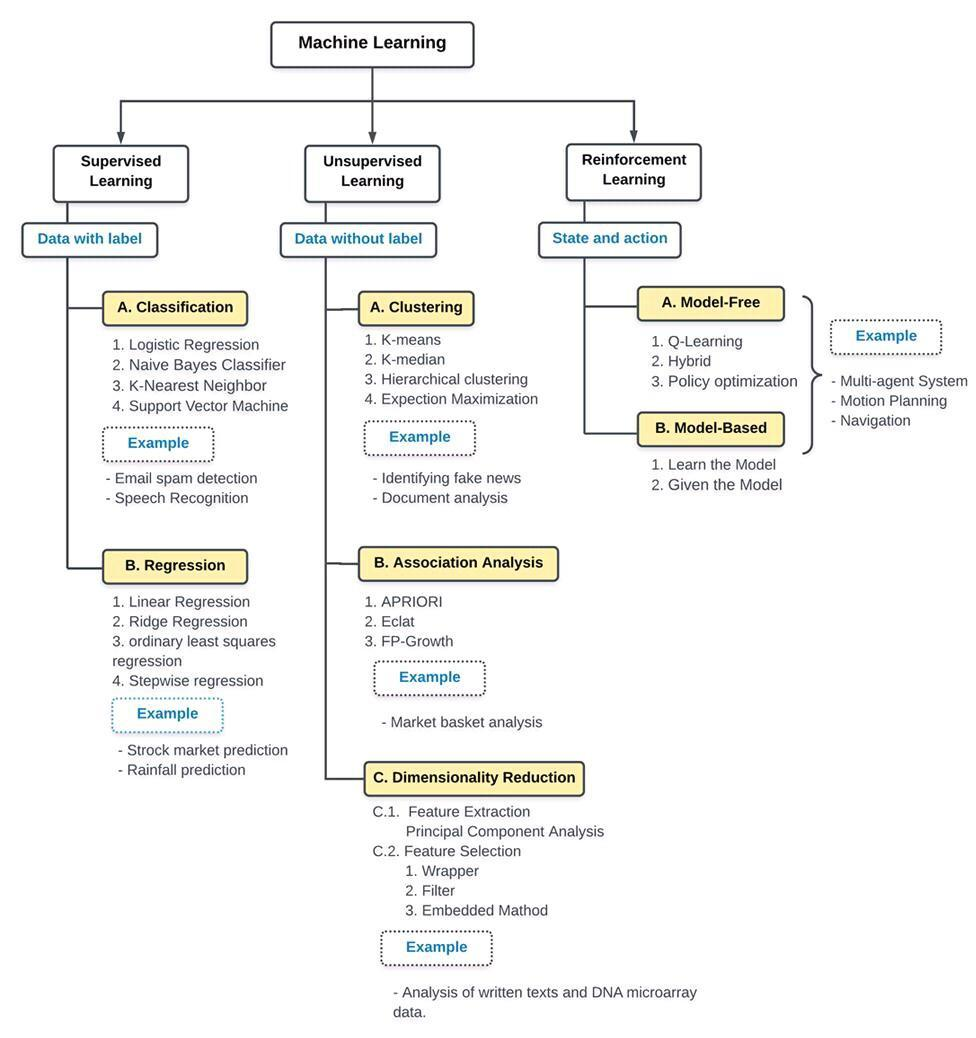 Machine Learning
Supervised
Learning
Data with label
A. Classification
1. Logistic Regression
2. Naive Bayes Classifier
3. K-Nearest Neighbor
4. Support Vector Machine
Example
- Email spam detection
- Speech Recognition
B. Regression
1. Linear Regression
2. Ridge Regression
3. ordinary least squares
regression
4. Stepwise regression
Example
- Strock market prediction
- Rainfall prediction
Unsupervised
Learning
Data without label
A. Clustering
1. K-means
2. K-median
3. Hierarchical clustering
4. Expection Maximization
Example
- Identifying fake news
- Document analysis
B. Association Analysis
1. APRIORI
2. Eclat
3. FP-Growth
Example
- Market basket analysis
C. Dimensionality Reduction
C.1. Feature Extraction
Principal Component Analysis
C.2. Feature Selection
1. Wrapper
2. Filter
3. Embedded Mathod
Example
- Analysis of written texts and DNA microarray
data.
Reinforcement
Learning
State and action
A. Model-Free
1. Q-Learning
2. Hybrid
3. Policy optimization
B. Model-Based
1. Learn the Model
2. Given the Model
Example
- Multi-agent System
- Motion Planning
- Navigation